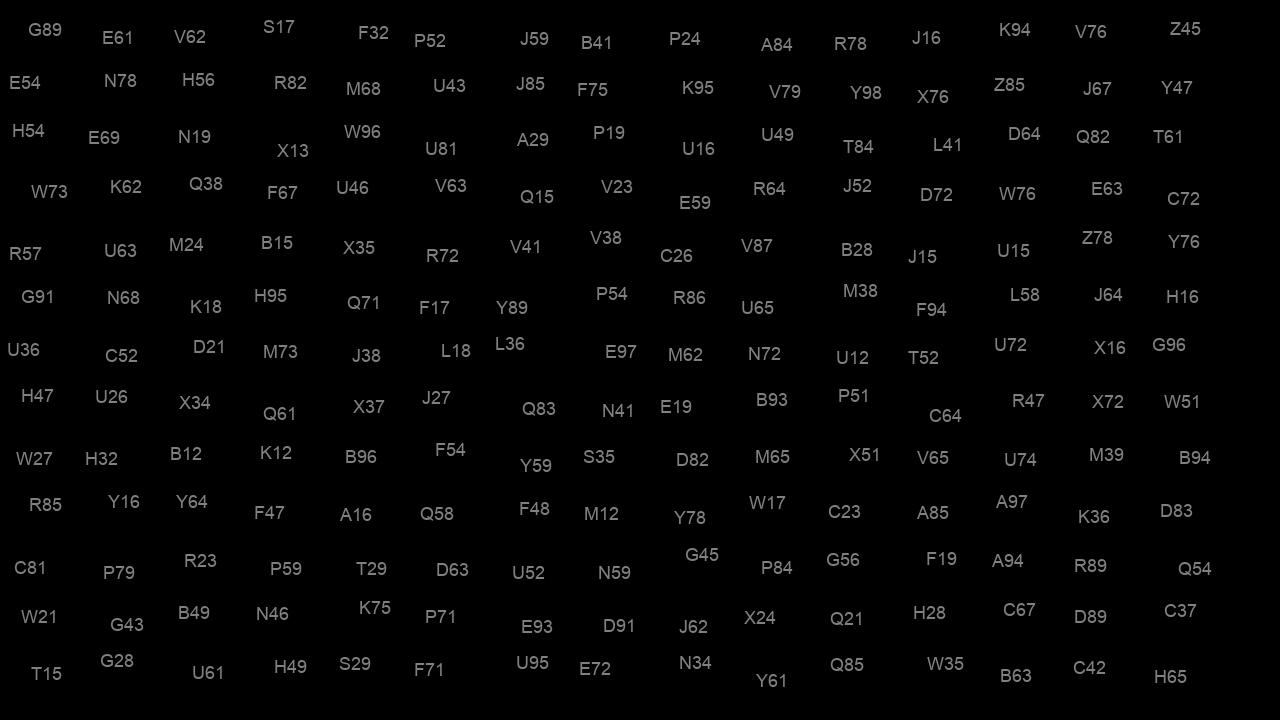 G89 E61 V62 S17 F32 P52 J59 B41 P24 A84 R78 J16 K94 V76 Z45
E54 N78 H56 R82 M68 U43 J85 F75 K95 V79 Y98 X76 Z85 J67 Y47
H54 E69 N19 X13 W96 U81 A29 P19 U16 U49 T84 L41 D64 Q82 T61
W73 K62 Q38 F67 U46 V63 Q15 V23 E59 R64 J52 D72 W76 E63 C72
R57 U63 M24 B15 X35 R72 V41 V38 C26 V87 B28 J15 U15 Z78 Y76
G91 N68 K18 H95 Q71 F17 Y89 P54 R86 U65 M38 F94 L58 J64 H16
U36 C52 D21 M73 J38 L18 L36 E97 M62 N72 U12 T52 U72 X16 G96
H47 U26 X34 Q61 X37 J27 Q83 N41 E19 B93 P51 C64 R47 X72 W51
W27 H32 B12 K12 B96 F54 Y59 S35 D82 M65 X51 V65 U74 M39 B94
R85 Y16 Y64 F47 A16 Q58 F48 M12 Y78 W17 C23 A85 A97 K36 D83
C81 P79 R23 P59 T29 D63 U52 N59 G45 P84 G56 F19 A94 R89 Q54
W21 G43 B49 N46 K75 P71 E93 D91 J62 X24 Q21 H28 C67 D89 C37
T15 G28 U61 H49 S29 F71 U95 E72 N34 Y61 Q85 W35 B63 C42 H65